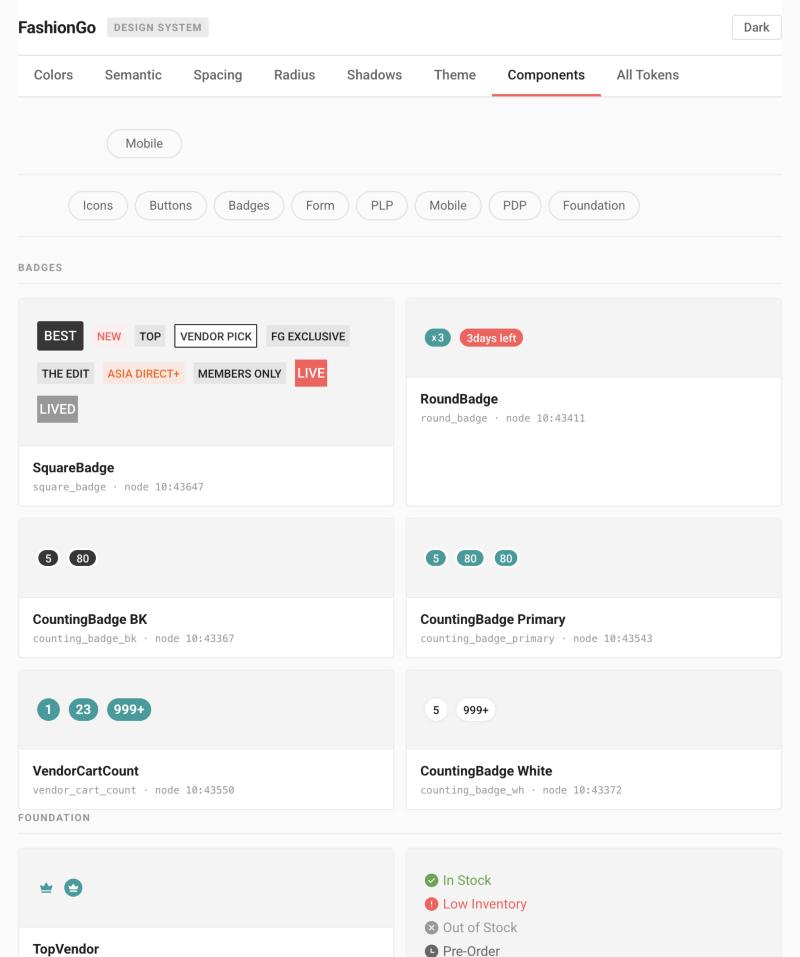 FashionGo DESIGN SYSTEM Dark
Colors Semantic Spacing Radius Shadows Theme Components All Tokens
Mobile
Icons Buttons Badges Form PLP Mobile PDP Foundation
BADGES
BEST NEW TOP VENDOR PICK FG EXCLUSIVE
THE EDIT ASIA DIRECT+ MEMBERS ONLY LIVE
LIVED
SquareBadge
square_badge · node 10:43647
x3 3days left
RoundBadge
round_badge · node 10:43411
5 80
CountingBadge BK
counting_badge_bk · node 10:43367
5 80 80
CountingBadge Primary
counting_badge_primary · node 10:43543
1 23 999+
VendorCartCount
vendor_cart_count · node 10:43550
5 999+
CountingBadge White
counting_badge_wh · node 10:43372
FOUNDATION
TopVendor
In Stock
Low Inventory
Out of Stock
Pre-Order